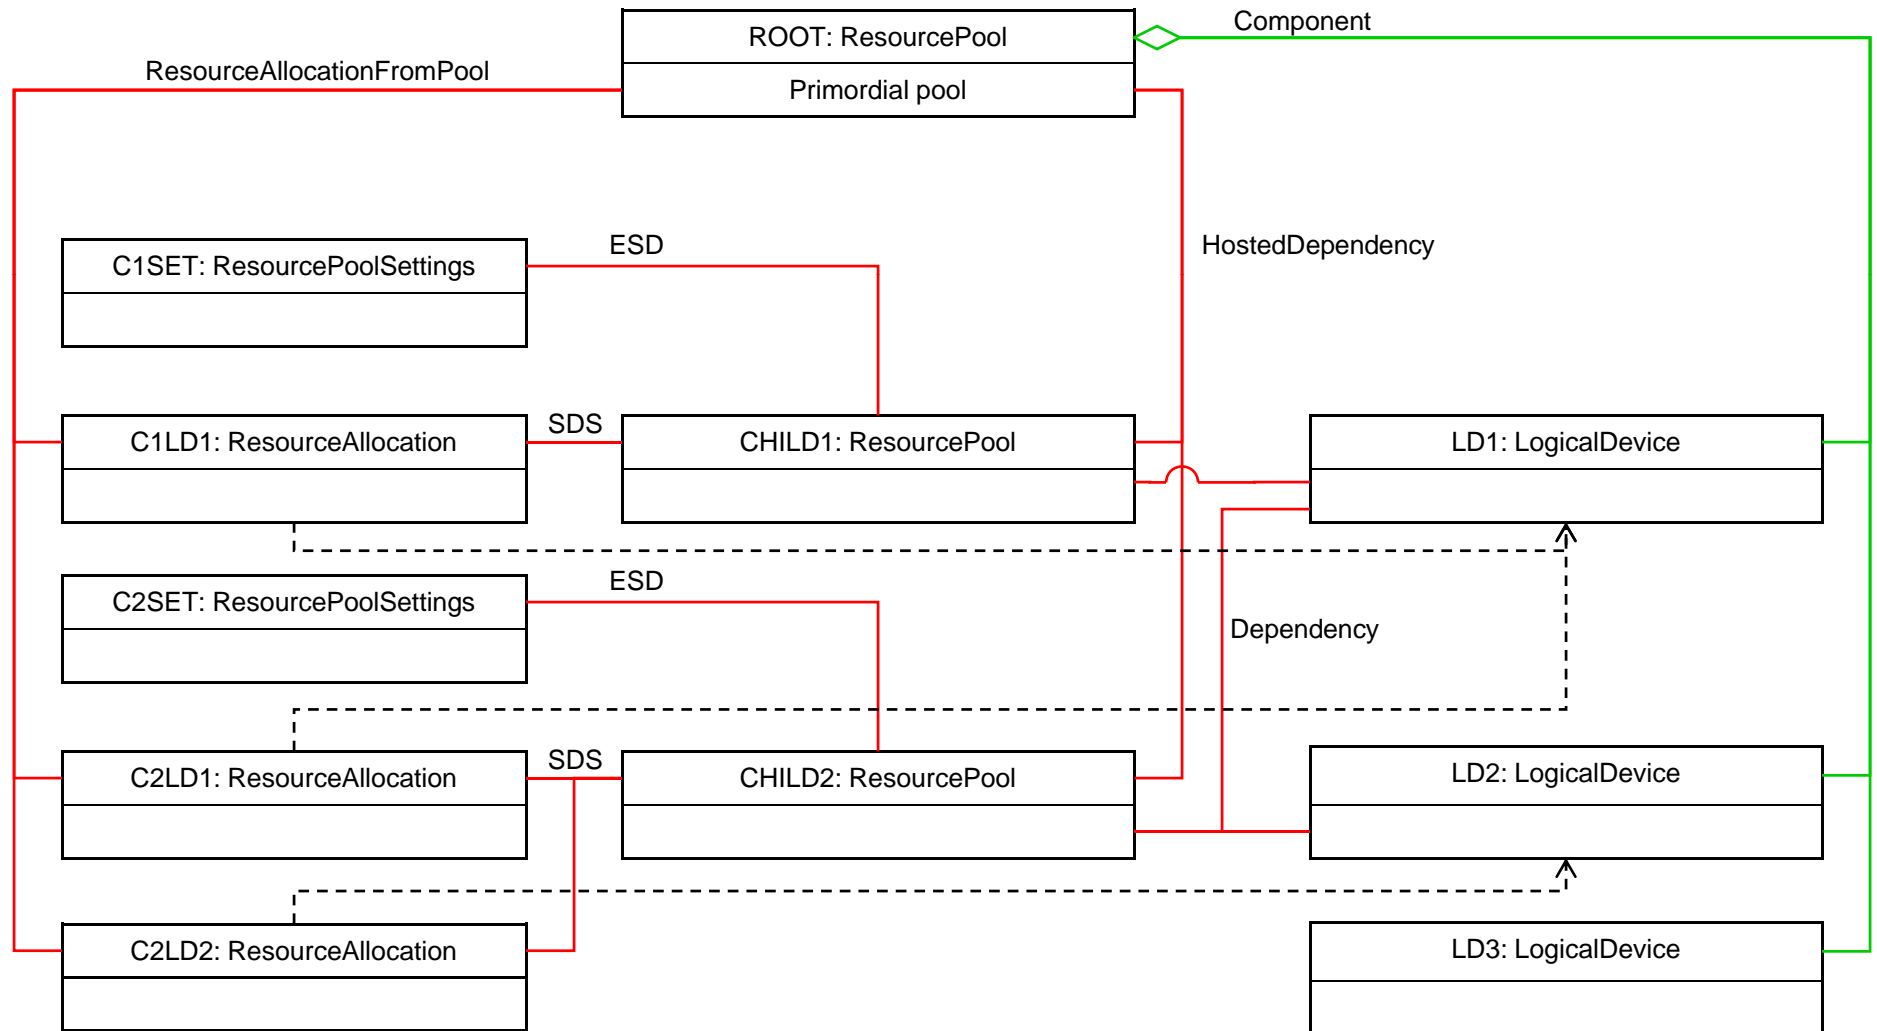 Component
ROOT: ResourcePool
ResourceAllocationFromPool
Primordial pool
ESD
HostedDependency
C1SET: ResourcePoolSettings
SDS
C1LD1: ResourceAllocation
CHILD1: ResourcePool
LD1: LogicalDevice
ESD
C2SET: ResourcePoolSettings
Dependency
SDS
C2LD1: ResourceAllocation
CHILD2: ResourcePool
LD2: LogicalDevice
C2LD2: ResourceAllocation
LD3: LogicalDevice